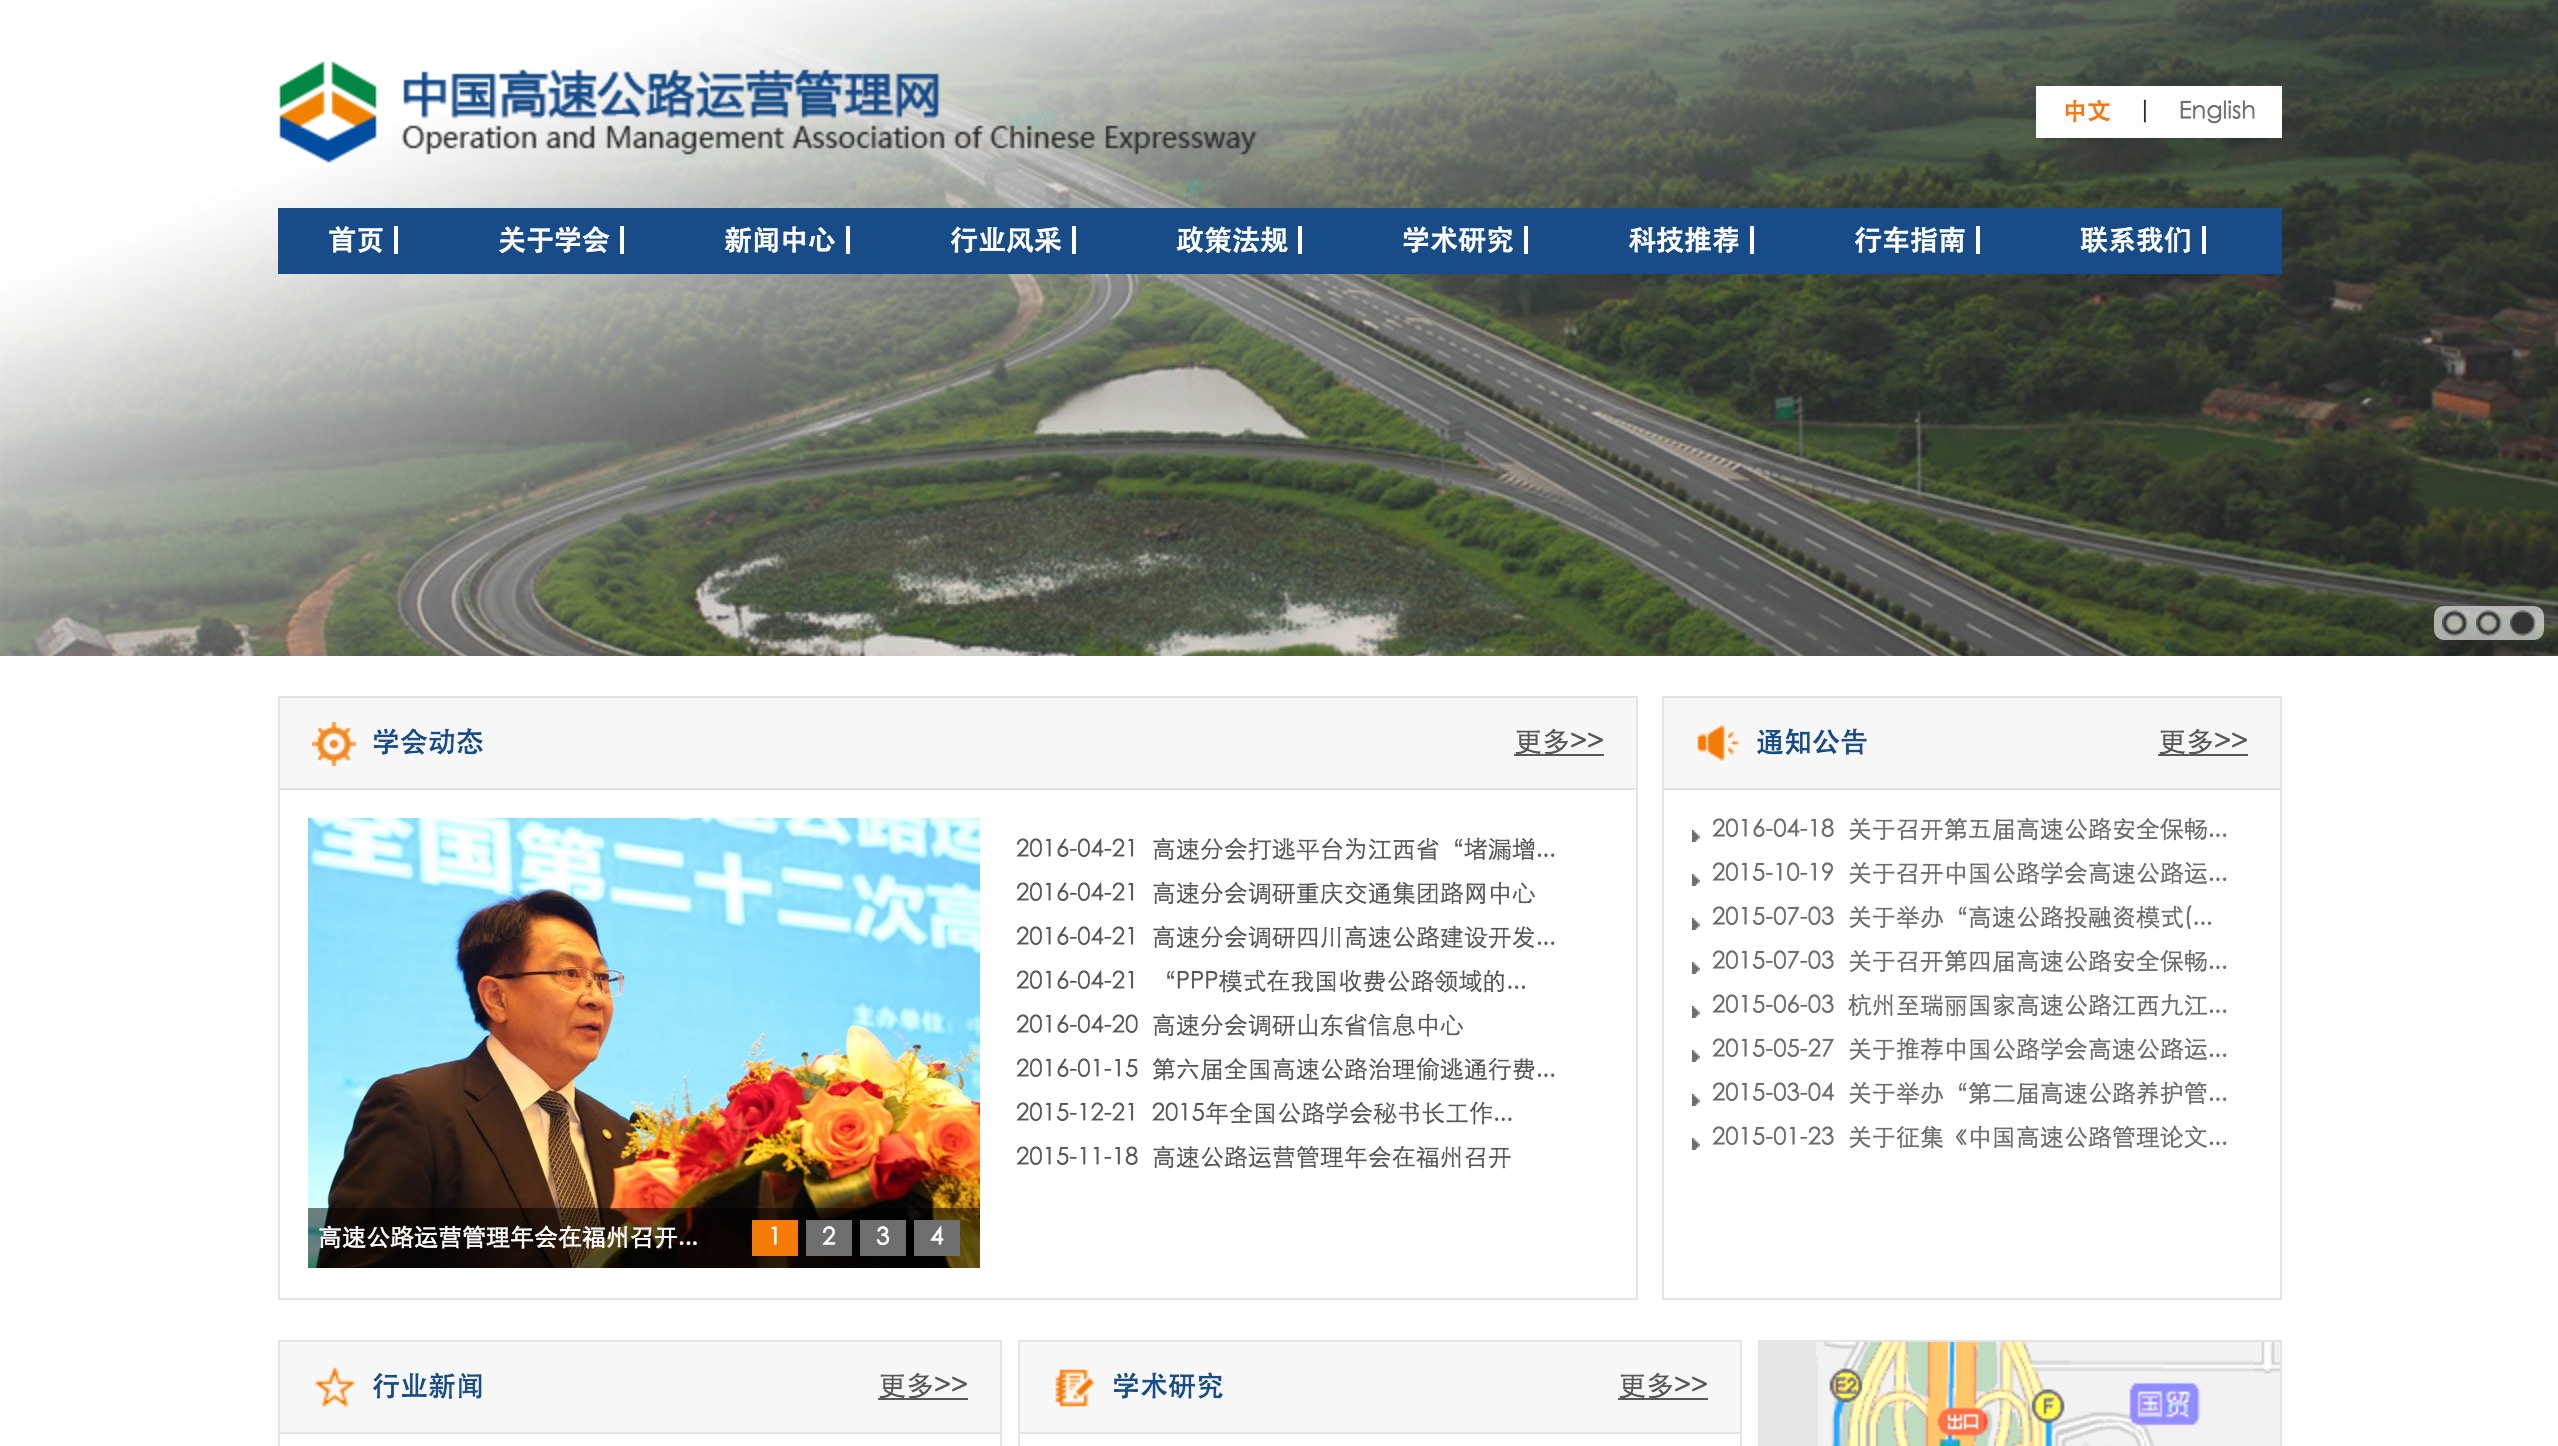 中国高速公路运营管理网
Operation and Management Association of Chinese Expressway
中文 | English
首页 关于学会 新闻中心 行业风采 政策法规 学术研究 科技推荐 行车指南 联系我们
学会动态 更多>>
全国第二十二次高
主办单位：
高速公路运营管理年会在福州召开... 1 2 3 4
2016-04-21 高速分会打逃平台为江西省“堵漏增...
2016-04-21 高速分会调研重庆交通集团路网中心
2016-04-21 高速分会调研四川高速公路建设开发...
2016-04-21 “PPP模式在我国收费公路领域的...
2016-04-20 高速分会调研山东省信息中心
2016-01-15 第六届全国高速公路治理偷逃通行费...
2015-12-21 2015年全国公路学会秘书长工作...
2015-11-18 高速公路运营管理年会在福州召开
通知公告 更多>>
2016-04-18 关于召开第五届高速公路安全保畅...
2015-10-19 关于召开中国公路学会高速公路运...
2015-07-03 关于举办“高速公路投融资模式(...
2015-07-03 关于召开第四届高速公路安全保畅...
2015-06-03 杭州至瑞丽国家高速公路江西九江...
2015-05-27 关于推荐中国公路学会高速公路运...
2015-03-04 关于举办“第二届高速公路养护管...
2015-01-23 关于征集《中国高速公路管理论文...
行业新闻 更多>>
学术研究 更多>>
E2
F
国贸
出口